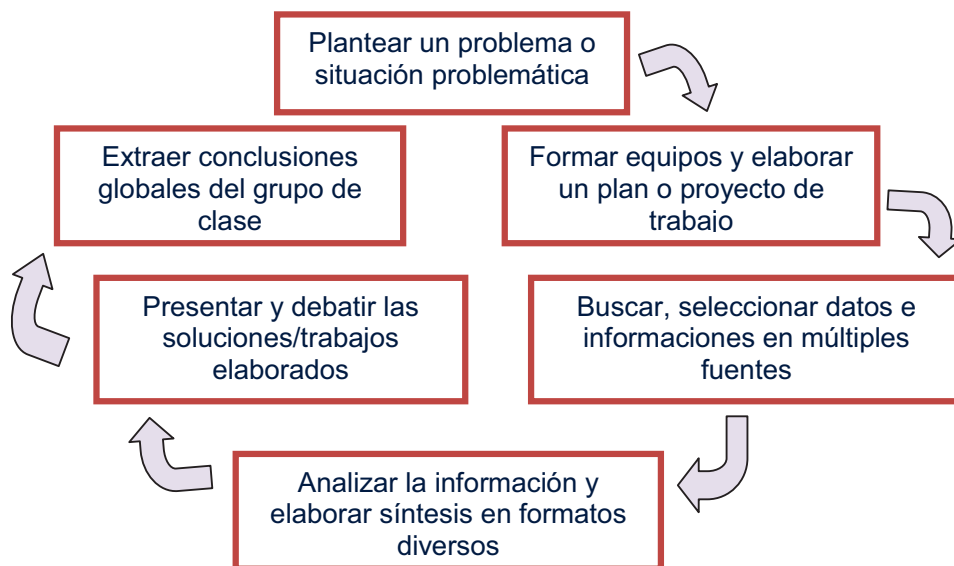 Plantear un problema o
situación problemática
Formar equipos y elaborar
un plan o proyecto de
trabajo
Buscar, seleccionar datos e
informaciones en múltiples
fuentes
Analizar la información y
elaborar síntesis en formatos
diversos
Presentar y debatir las
soluciones/trabajos
elaborados
Extraer conclusiones
globales del grupo de
clase